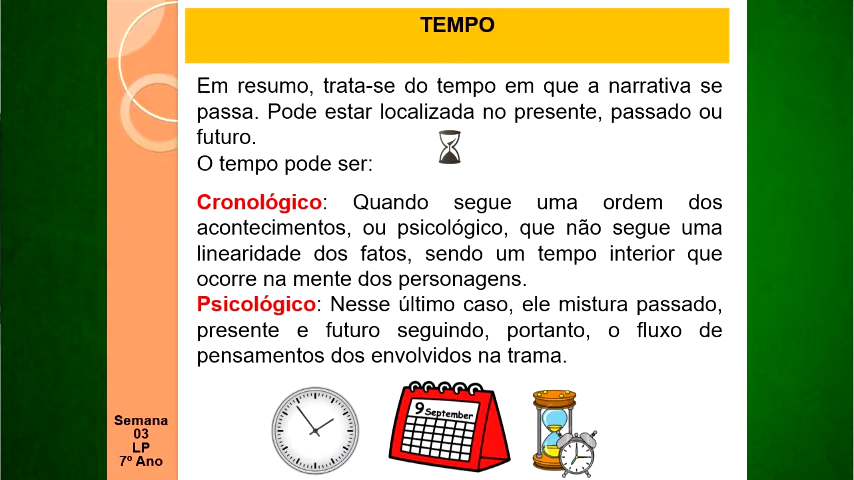 TEMPO
Em resumo, trata-se do tempo em que a narrativa se
passa. Pode estar localizada no presente, passado ou
futuro.
O tempo pode ser:
Cronológico: Quando segue uma ordem dos
acontecimentos, ou psicológico, que não segue uma
linearidade dos fatos, sendo um tempo interior que
ocorre na mente dos personagens.
Psicológico: Nesse último caso, ele mistura passado,
presente e futuro seguindo, portanto, o fluxo de
pensamentos dos envolvidos na trama.
9 September
Semana
03
LP
7º Ano